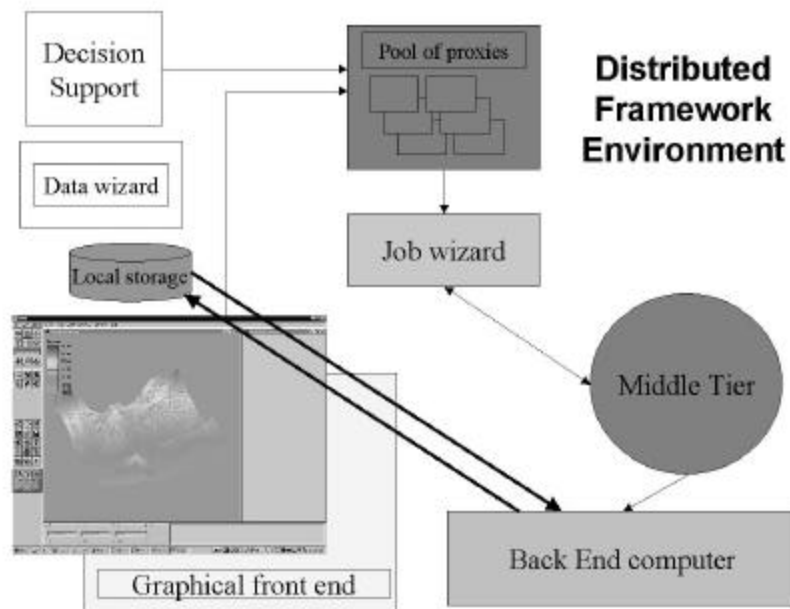 Decision
Support
Pool of proxies
Distributed
Framework
Environment
Data wizard
Job wizard
Local storage
Middle Tier
Back End computer
Graphical front end